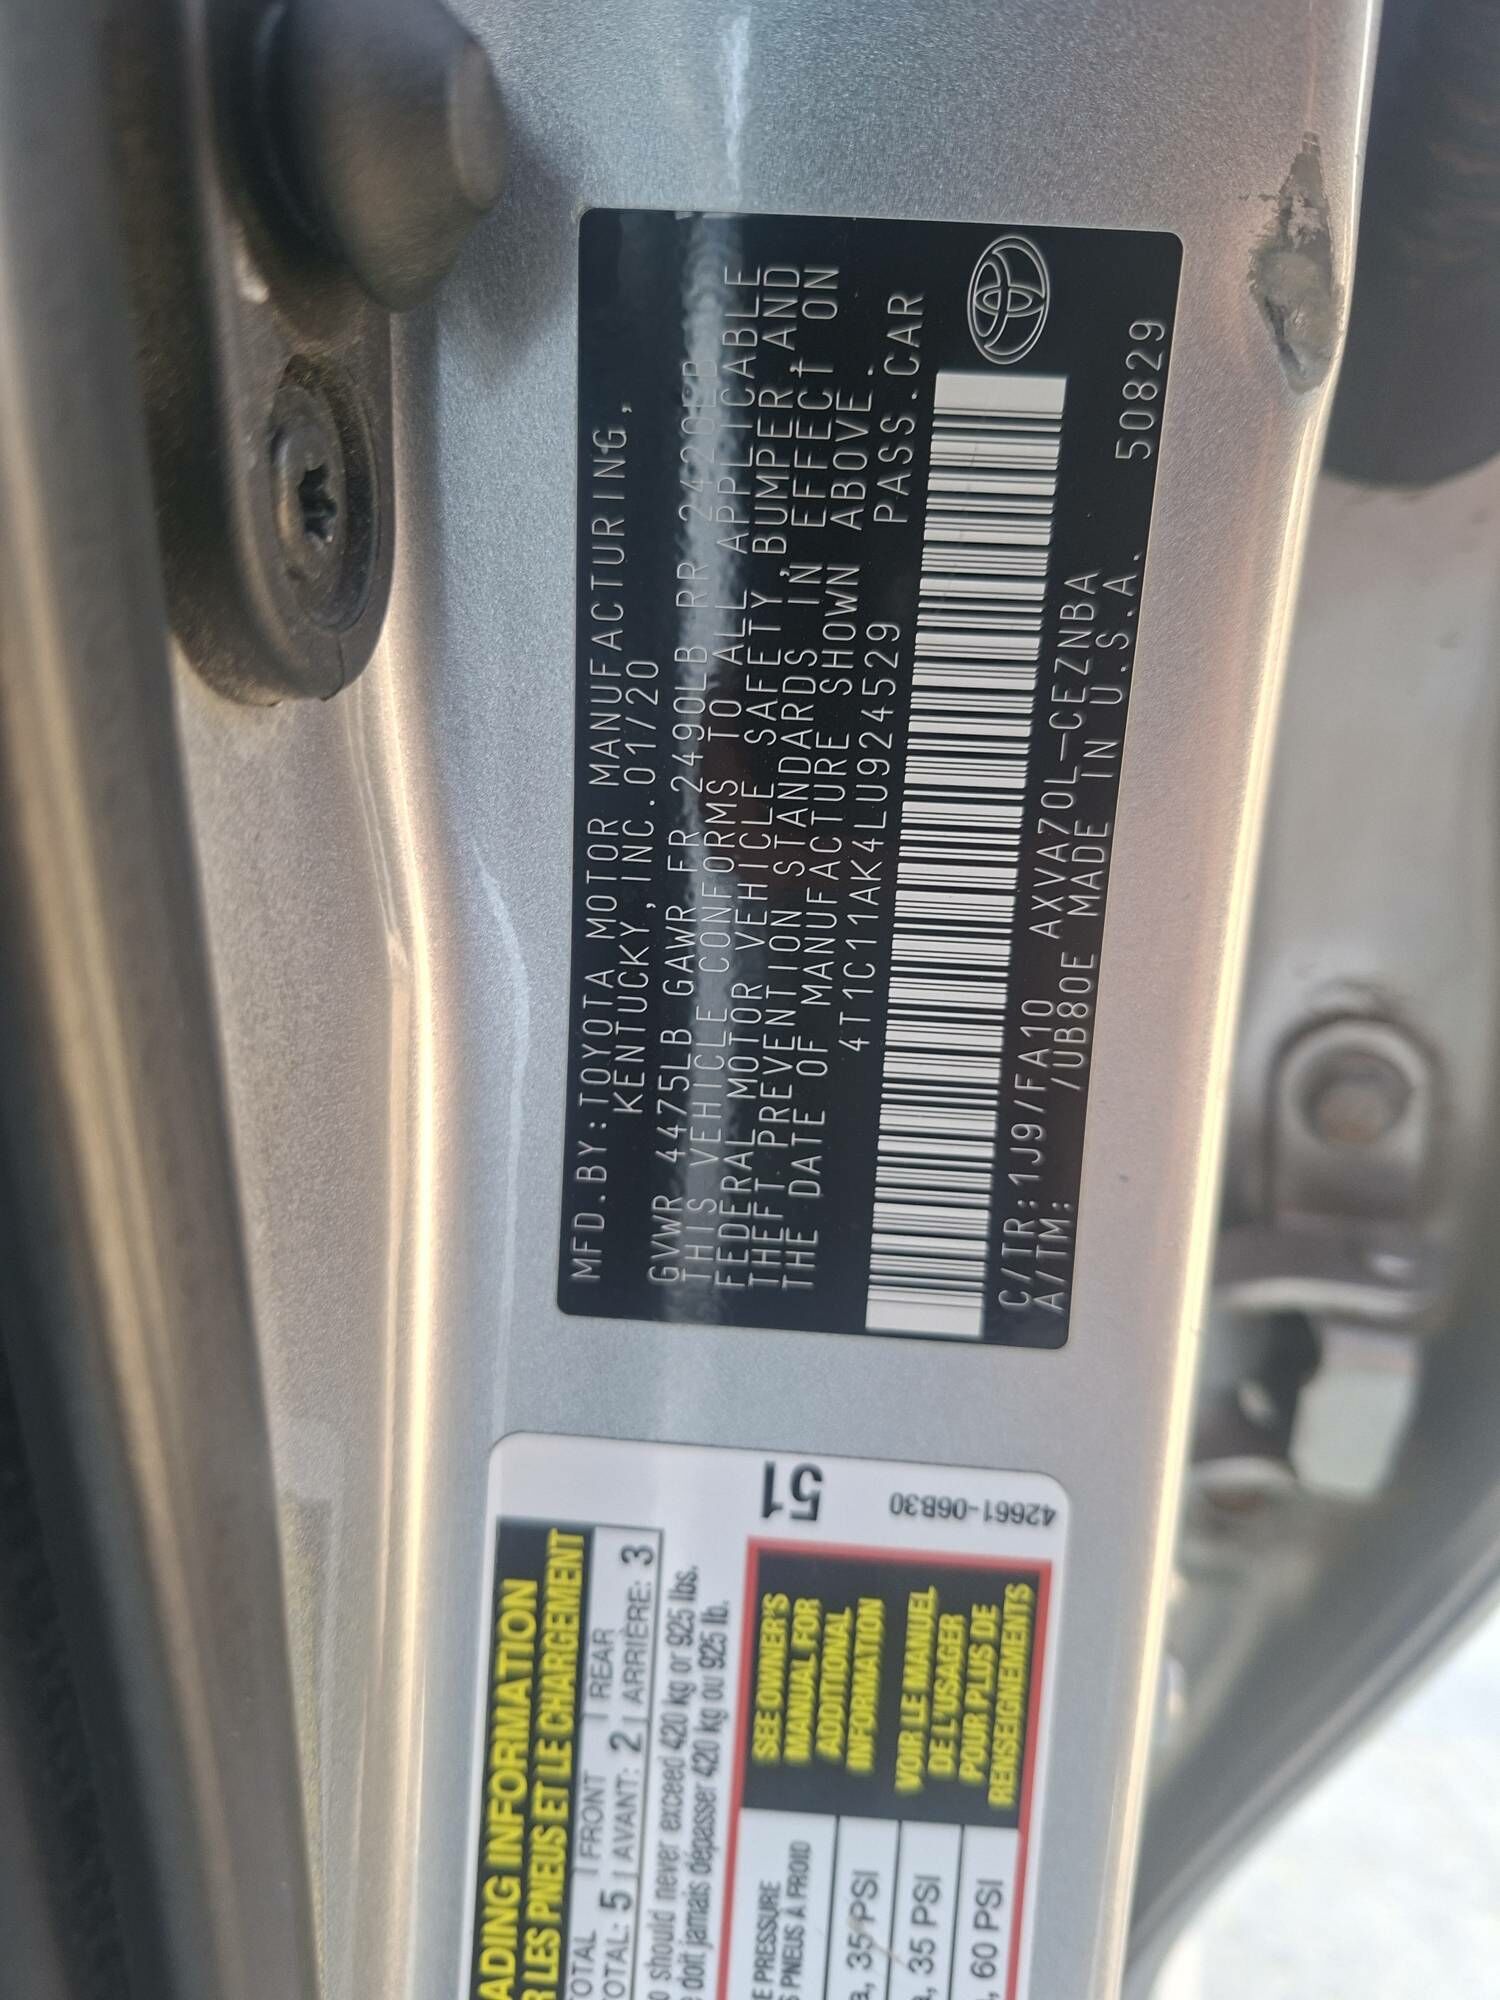 MFD.BY:TOYOTA MOTOR MANUFACTURING,
KENTUCKY, INC. 01/20
GVWR 4475LB GAWR FR 2490LB RR 2420LB
THIS VEHICLE CONFORMS TO ALL APPLICABLE
FEDERAL MOTOR VEHICLE SAFETY, BUMPER AND
THEFT PREVENTION STANDARDS IN EFFECT ON
THE DATE OF MANUFACTURE SHOWN ABOVE.
4T1C11AK4LU924529 PASS.CAR
C/TR:1J9/FA10 AXVA70L-CEZNBA
A/TM: /UB80E MADE IN U.S.A. 50829
ADING INFORMATION
R LES PNEUS ET LE CHARGEMENT
OTAL FRONT REAR
OTAL: 5 AVANT: 2 ARRIÈRE: 3
should never exceed 420 kg or 925 lbs.
doit jamais dépasser 420 kg ou 925 lb.
51
42661-06B30
E PRESSURE
S PNEUS À FROID
a, 35 PSI
a, 35 PSI
60 PSI
SEE OWNER'S
MANUAL FOR
ADDITIONAL
INFORMATION
VOIR LE MANUEL
DE L'USAGER
POUR PLUS DE
RENSEIGNEMENTS